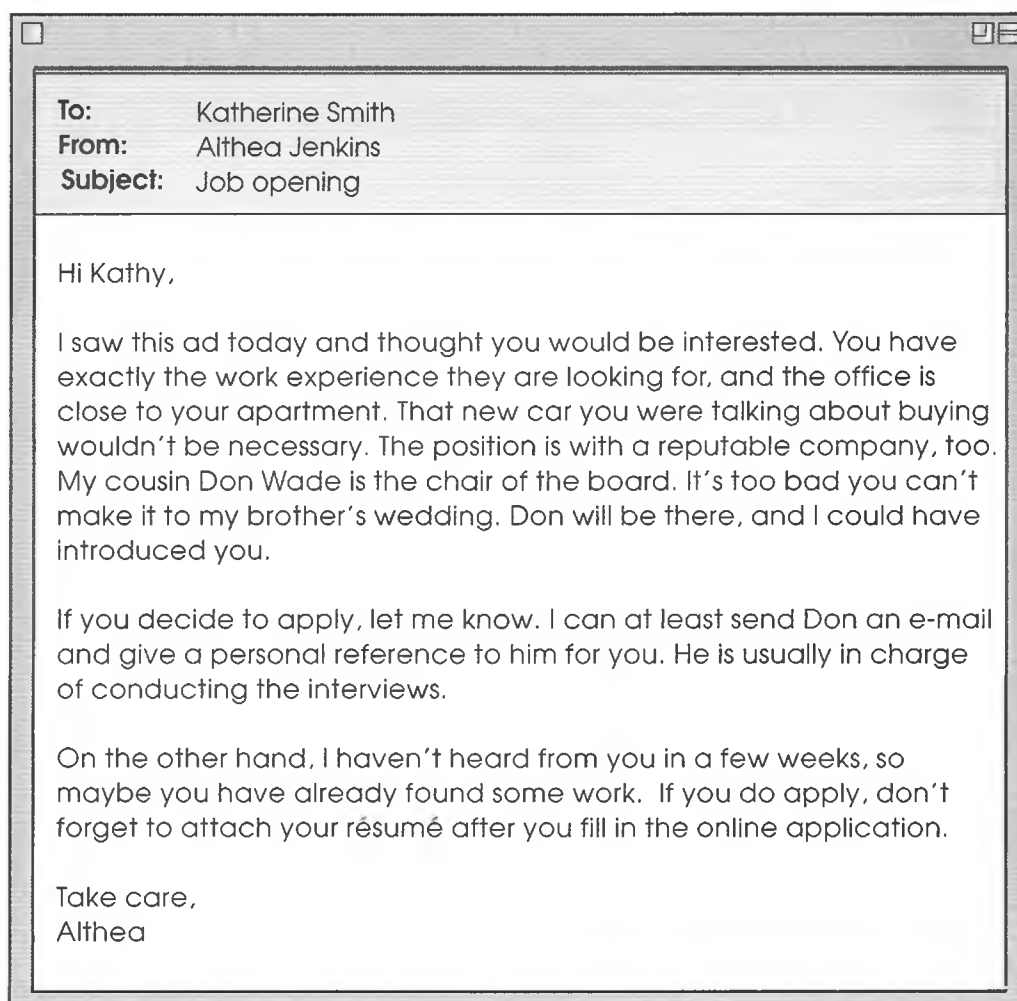 To: Katherine Smith
From: Althea Jenkins
Subject: Job opening
Hi Kathy,
I saw this ad today and thought you would be interested. You have
exactly the work experience they are looking for, and the office is
close to your apartment. That new car you were talking about buying
wouldn't be necessary. The position is with a reputable company, too.
My cousin Don Wade is the chair of the board. It's too bad you can't
make it to my brother's wedding. Don will be there, and I could have
introduced you.
If you decide to apply, let me know. I can at least send Don an e-mail
and give a personal reference to him for you. He is usually in charge
of conducting the interviews.
On the other hand, I haven't heard from you in a few weeks, so
maybe you have already found some work. If you do apply, don't
forget to attach your résumé after you fill in the online application.
Take care,
Althea